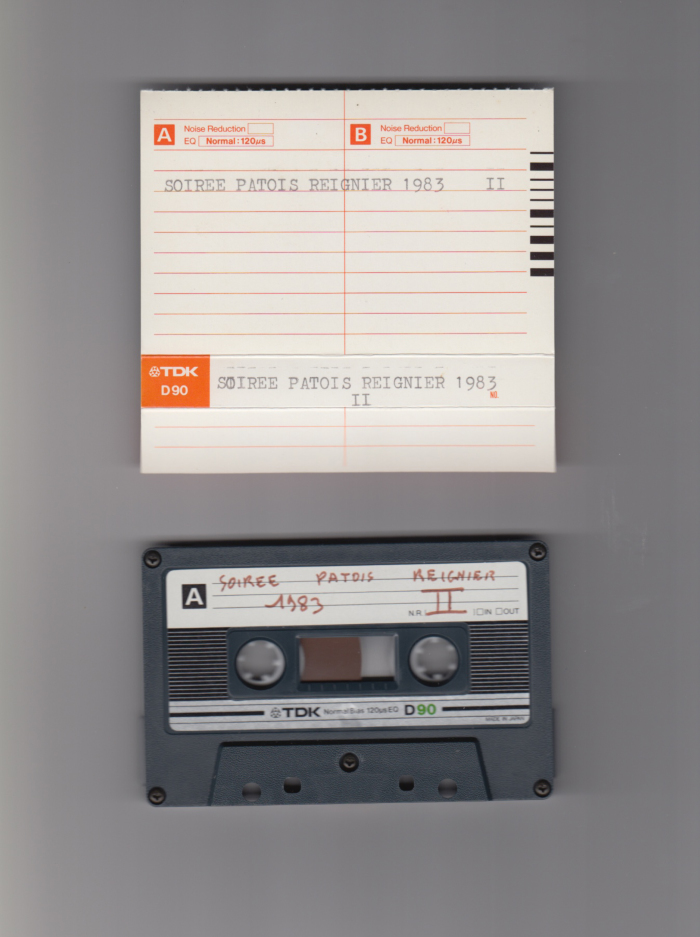 A Noise Reduction
EQ Normal : 120µs
B Noise Reduction
EQ Normal : 120µs
SOIREE PATOIS REIGNIER 1983 II
TDK
D90
SOIREE PATOIS REIGNIER 1983
II
NO.
A
SOIREE PATOIS REIGNIER
1983 II
N.R. IN OUT
TDK Normal Bias 120µs EQ D90
MADE IN JAPAN